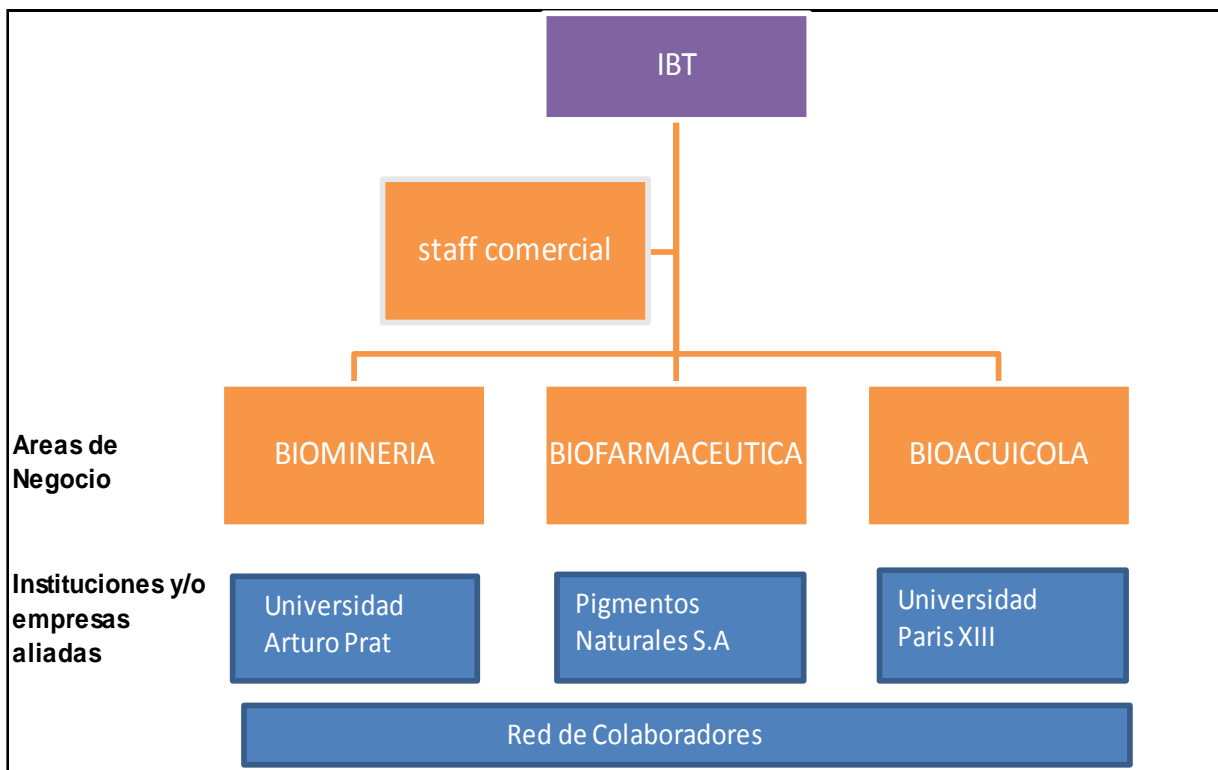 IBT
staff comercial
Areas de
Negocio
BIOMINERIA
BIOFARMACEUTICA
BIOACUICOLA
Instituciones y/o
empresas
aliadas
Universidad
Arturo Prat
Pigmentos
Naturales S.A
Universidad
Paris XIII
Red de Colaboradores